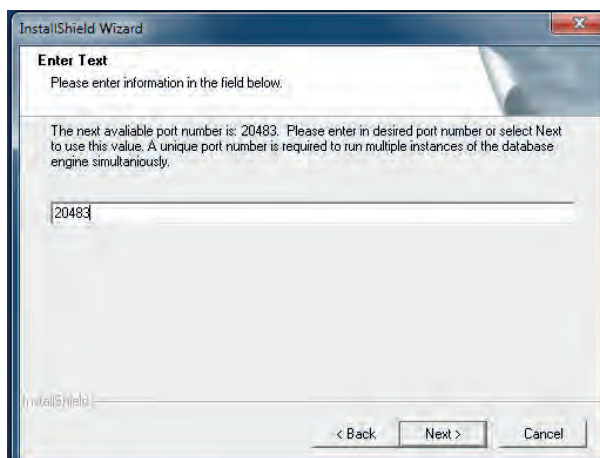 InstallShield Wizard
Enter Text
Please enter information in the field below.
The next avaliable port number is: 20483. Please enter in desired port number or select Next
to use this value. A unique port number is required to run multiple instances of the database
engine simultaniously.
20483
InstallShield
< Back Next > Cancel